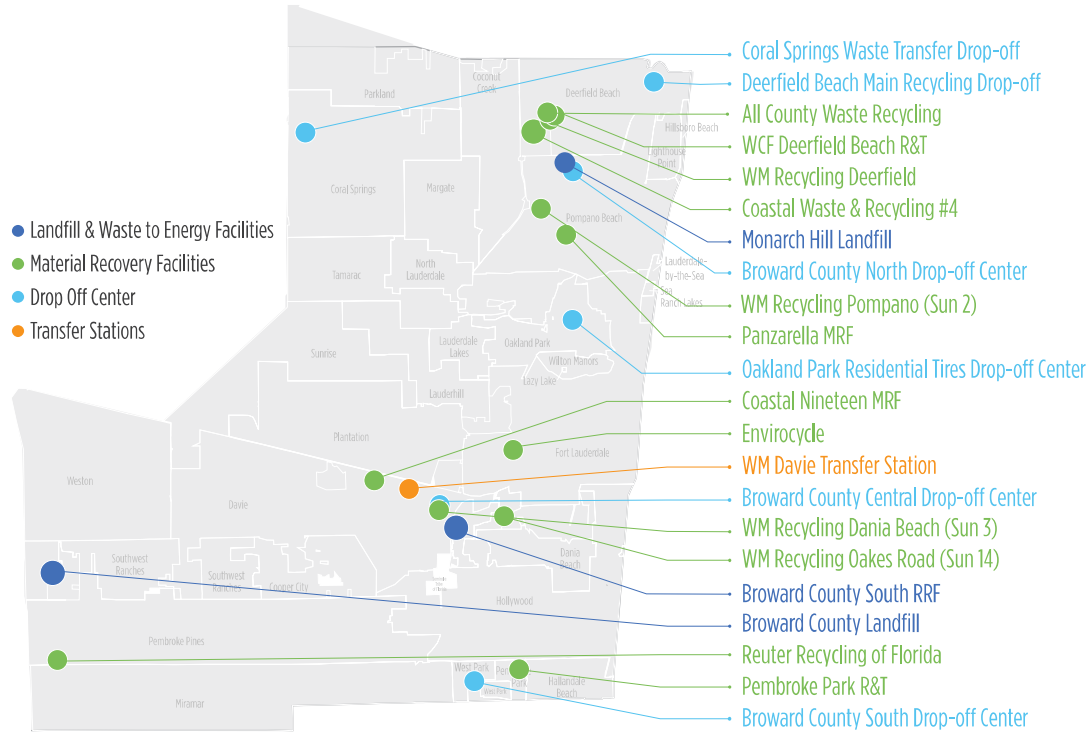 Coral Springs Waste Transfer Drop-off
Deerfield Beach Main Recycling Drop-off
All County Waste Recycling
WCF Deerfield Beach R&T
WM Recycling Deerfield
Coastal Waste & Recycling #4
Monarch Hill Landfill
Broward County North Drop-off Center
WM Recycling Pompano (Sun 2)
Panzarella MRF
Oakland Park Residential Tires Drop-off Center
Coastal Nineteen MRF
Envirocycle
WM Davie Transfer Station
Broward County Central Drop-off Center
WM Recycling Dania Beach (Sun 3)
WM Recycling Oakes Road (Sun 14)
Broward County South RRF
Broward County Landfill
Reuter Recycling of Florida
Pembroke Park R&T
Broward County South Drop-off Center
Landfill & Waste to Energy Facilities
Material Recovery Facilities
Drop Off Center
Transfer Stations
Parkland
Coconut
Creek
Deerfield Beach
Hillsboro Beach
Lighthouse
Point
Coral Springs
Margate
Pompano Beach
Tamarac
North
Lauderdale
Lauderdale-
by-the-Sea
Sea
Ranch Lakes
Sunrise
Lauderdale
Lakes
Oakland Park
Wilton Manors
Lazy Lake
Lauderhill
Plantation
Fort Lauderdale
Weston
Davie
Southwest
Ranches
Southwest
Ranches
Cooper City
Dania
Beach
Hollywood
Pembroke Pines
West Park
Park
West Park
Hallandale
Beach
Miramar